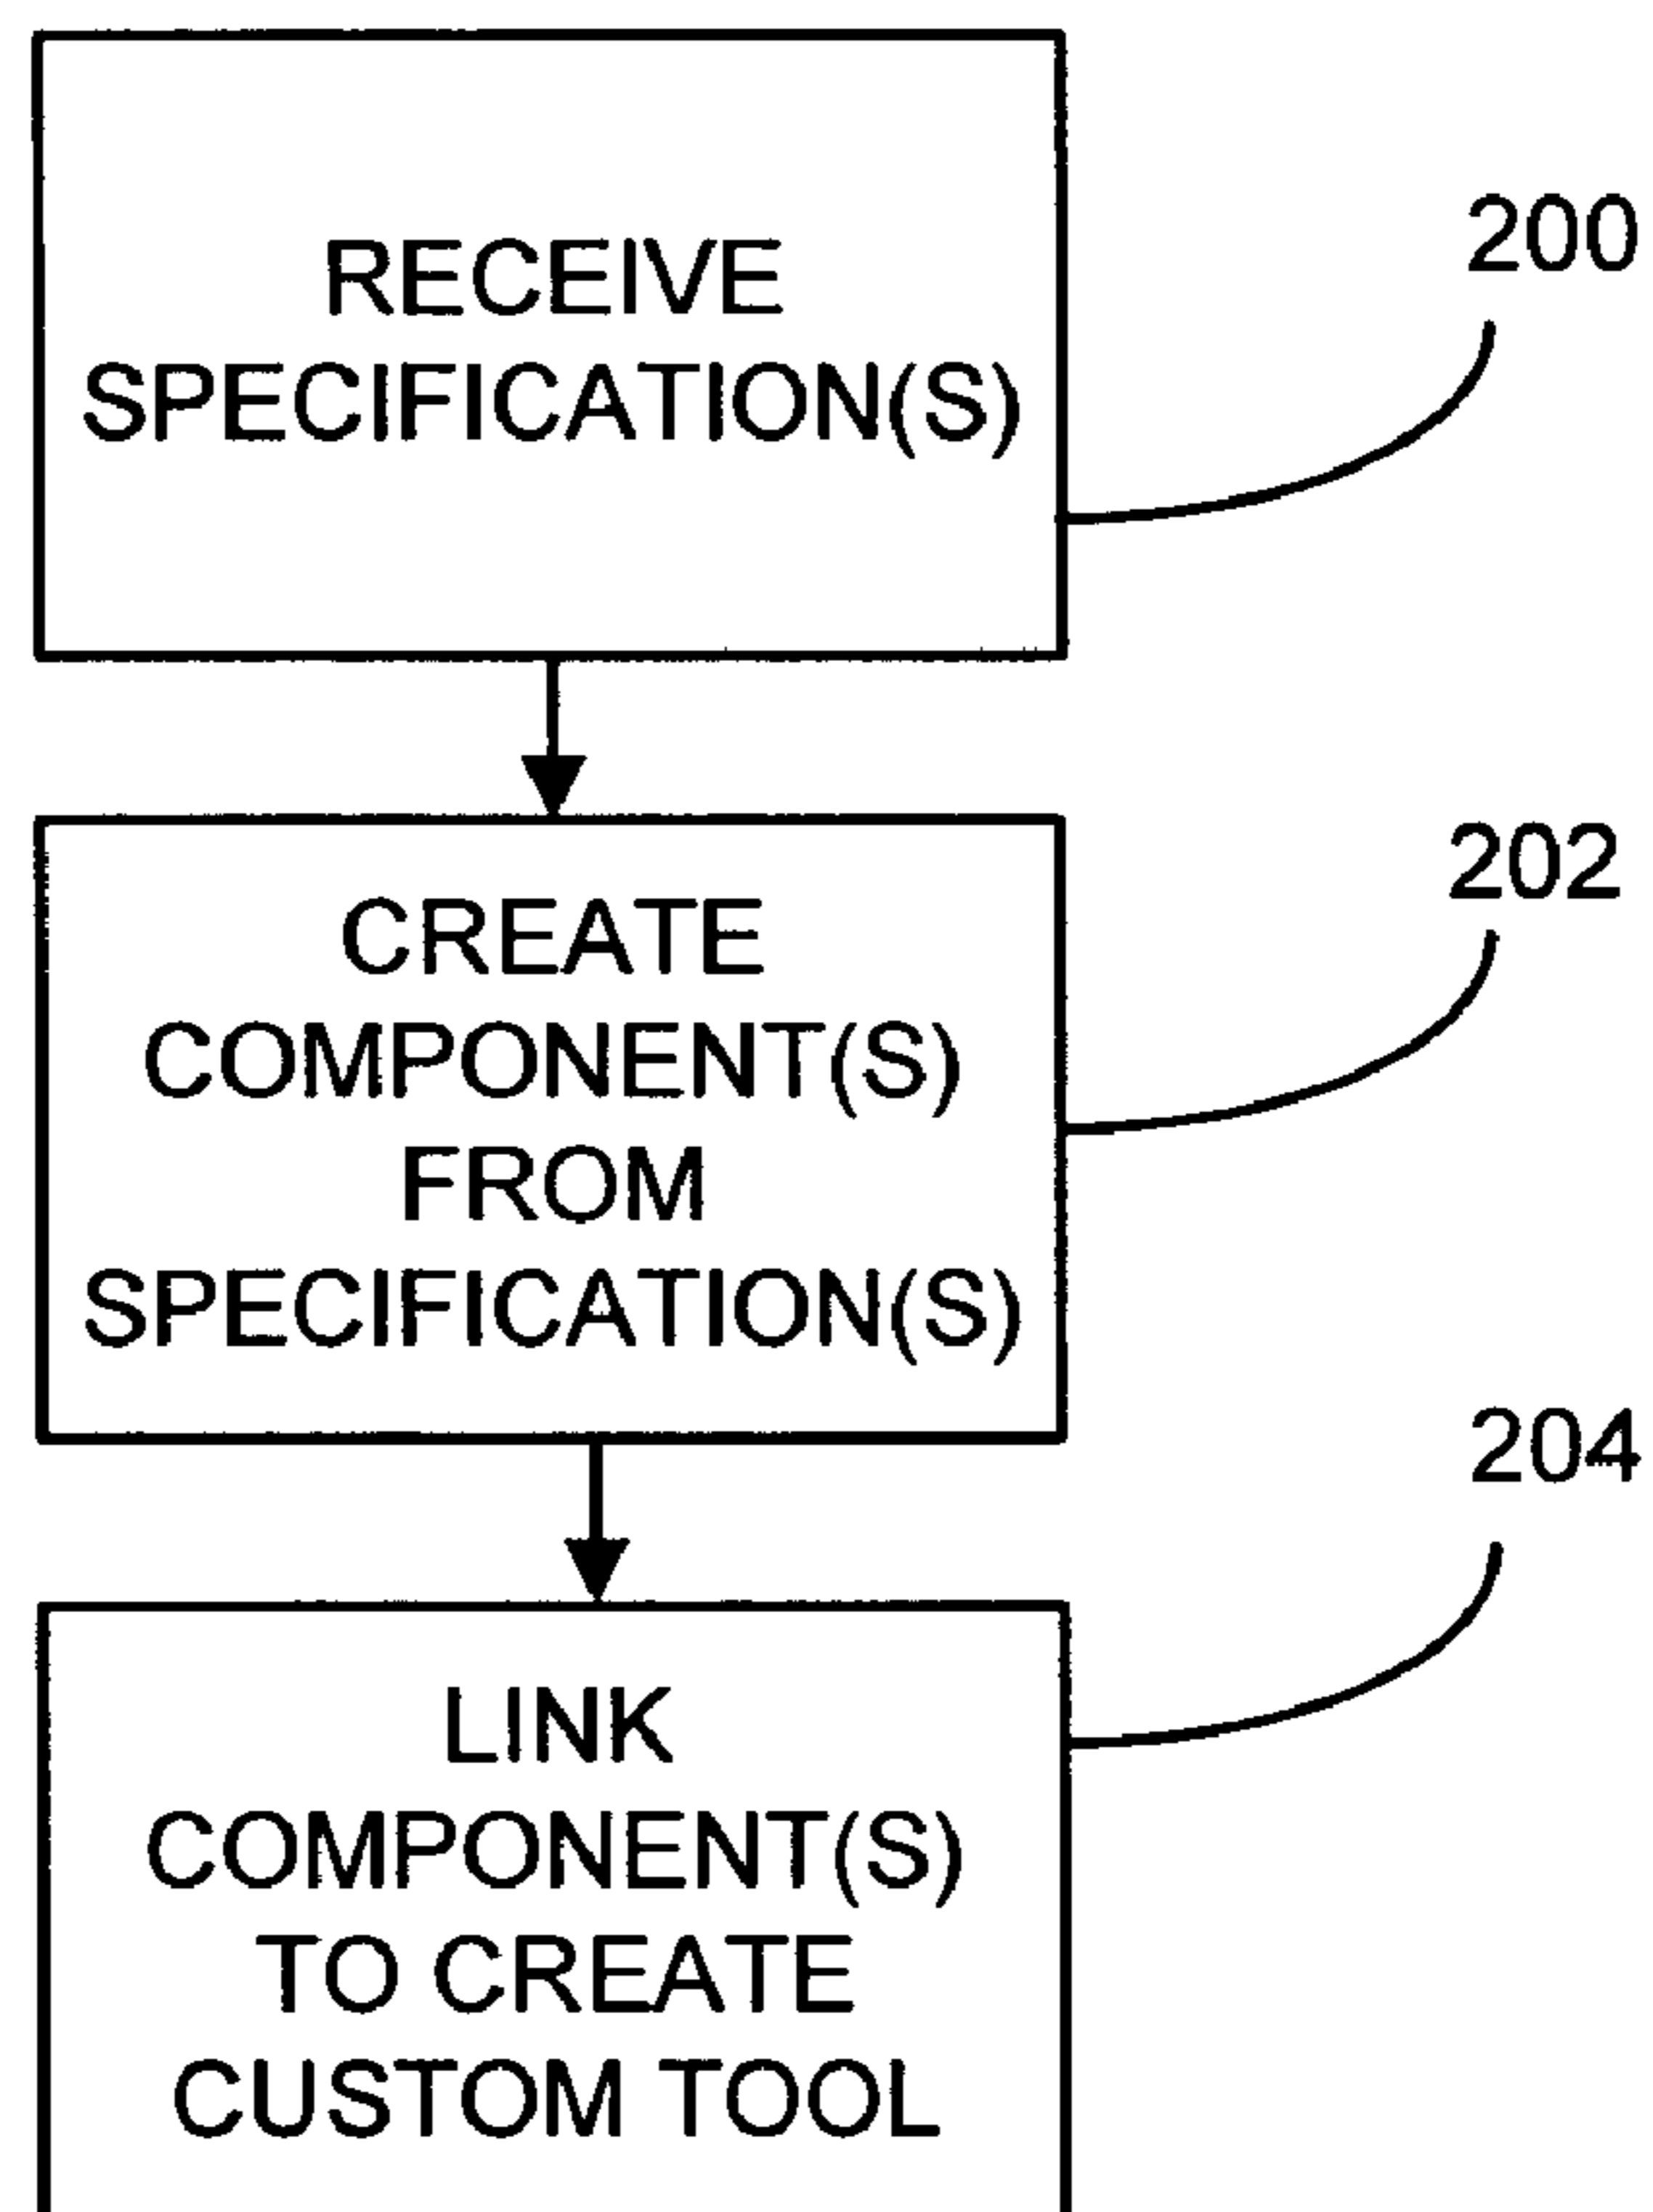 RECEIVE
SPECIFICATION(S)
200
CREATE
COMPONENT(S)
FROM
SPECIFICATION(S)
202
LINK
COMPONENT(S)
TO CREATE
CUSTOM TOOL
204